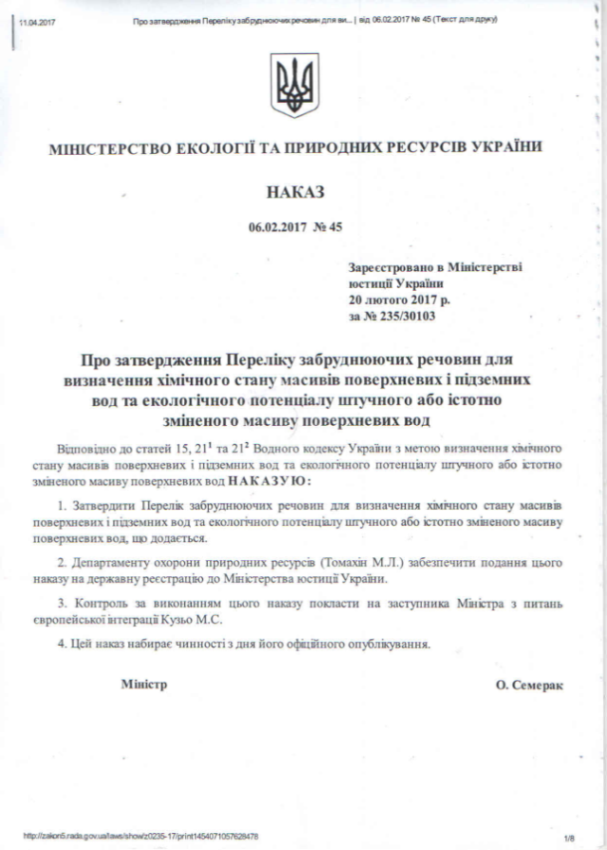 11.04.2017 Про затвердження Переліку забруднюючих речовин для ви... | від 06.02.2017 № 45 (Текст для друку)
МІНІСТЕРСТВО ЕКОЛОГІЇ ТА ПРИРОДНИХ РЕСУРСІВ УКРАЇНИ
НАКАЗ
06.02.2017 № 45
Зареєстровано в Міністерстві
юстиції України
20 лютого 2017 р.
за № 235/30103
Про затвердження Переліку забруднюючих речовин для
визначення хімічного стану масивів поверхневих і підземних
вод та екологічного потенціалу штучного або істотно
зміненого масиву поверхневих вод
Відповідно до статей 15, 21¹ та 21² Водного кодексу України з метою визначення хімічного
стану масивів поверхневих і підземних вод та екологічного потенціалу штучного або істотно
зміненого масиву поверхневих вод НАКАЗУЮ:
1. Затвердити Перелік забруднюючих речовин для визначення хімічного стану масивів
поверхневих і підземних вод та екологічного потенціалу штучного або істотно зміненого масиву
поверхневих вод, що додається.
2. Департаменту охорони природних ресурсів (Томахін М.Л.) забезпечити подання цього
наказу на державну реєстрацію до Міністерства юстиції України.
3. Контроль за виконанням цього наказу покласти на заступника Міністра з питань
європейської інтеграції Кузьо М.С.
4. Цей наказ набирає чинності з дня його офіційного опублікування.
Міністр О. Семерак
http://zakon5.rada.gov.ua/laws/show/z0235-17/print1454071057628478 1/8